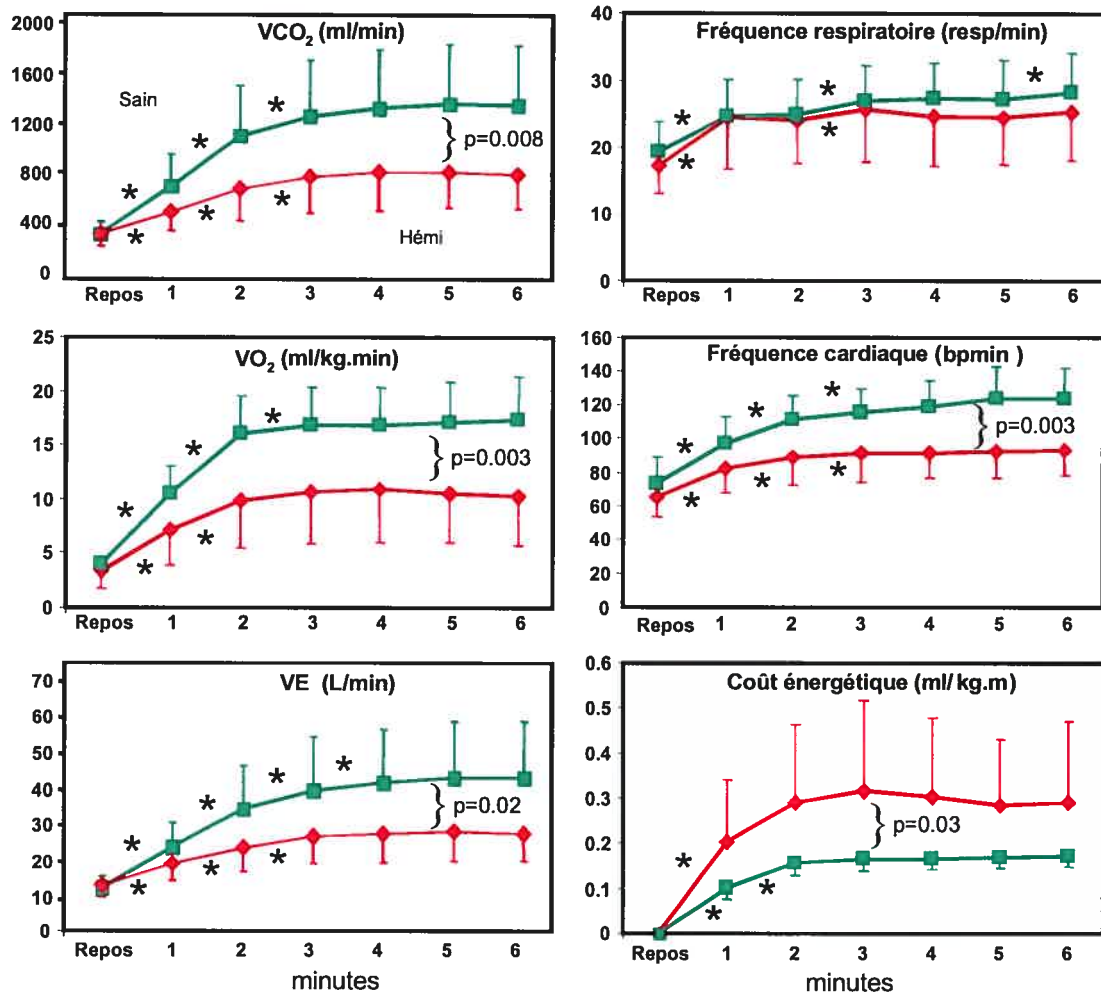 VCO₂ (ml/min)
2000
1600
1200
800
400
0
Sain
Hémi
* * *
} p=0.008
* * *
Repos 1 2 3 4 5 6
Fréquence respiratoire (resp/min)
40
30
20
10
0
* * *
* *
Repos 1 2 3 4 5 6
VO₂ (ml/kg.min)
25
20
15
10
5
0
* * *
} p=0.003
* *
Repos 1 2 3 4 5 6
Fréquence cardiaque (bpmin )
160
140
120
100
80
60
40
20
0
* * *
} p=0.003
* * *
Repos 1 2 3 4 5 6
VE (L/min)
70
60
50
40
30
20
10
0
* * * *
} p=0.02
* * *
Repos 1 2 3 4 5 6
minutes
Coût énergétique (ml/ kg.m)
0.6
0.5
0.4
0.3
0.2
0.1
0
*
} p=0.03
* *
Repos 1 2 3 4 5 6
minutes